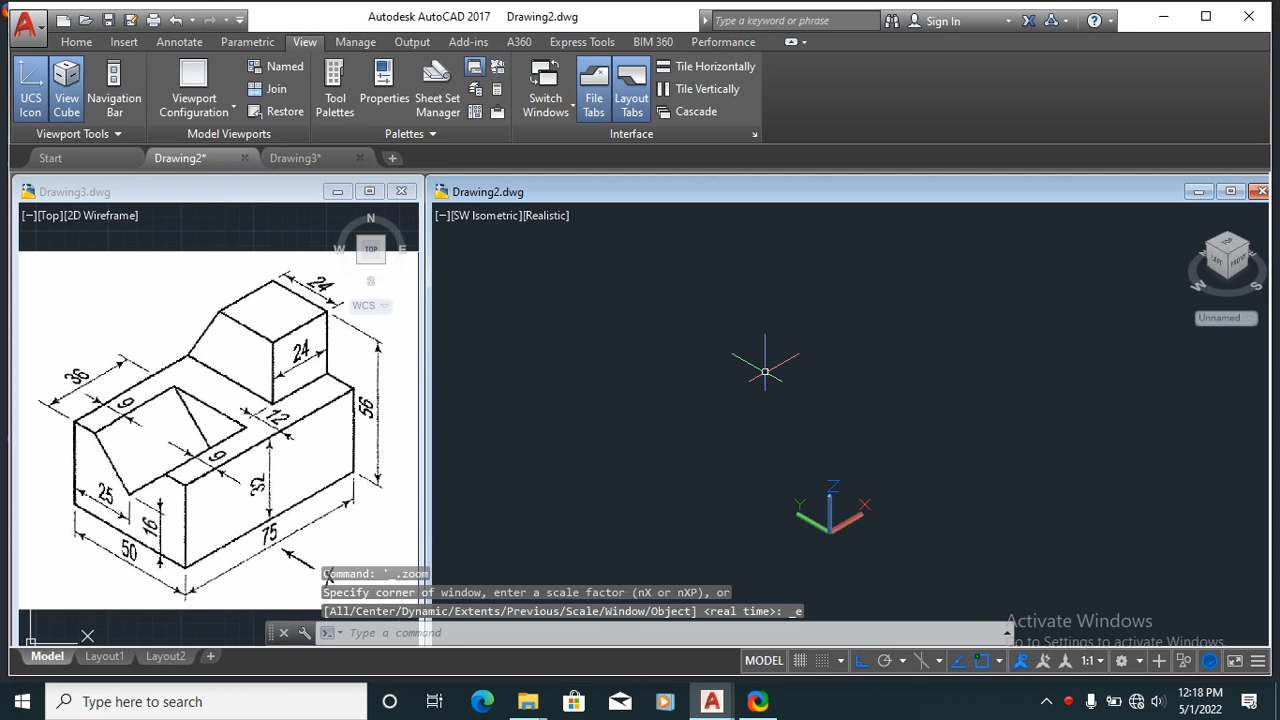 Autodesk AutoCAD 2017 Drawing2.dwg
Type a keyword or phrase
Sign In
Home Insert Annotate Parametric View Manage Output Add-ins A360 Express Tools BIM 360 Performance
UCS Icon
View Cube
Navigation Bar
Viewport Tools
Viewport Configuration
Named
Join
Restore
Model Viewports
Tool Palettes
Properties
Sheet Set Manager
Palettes
Switch Windows
File Tabs
Layout Tabs
Tile Horizontally
Tile Vertically
Cascade
Interface
Start Drawing2* Drawing3*
Drawing3.dwg
[−][Top][2D Wireframe]
N
W TOP E
S
WCS
24
24
36
9
12
56
9
32
25
16
75
50
X
Drawing2.dwg
[−][SW Isometric][Realistic]
TOP
LEFT FRONT
W S
Unnamed
Z
Y X
Command: '_.zoom
Specify corner of window, enter a scale factor (nX or nXP), or
[All/Center/Dynamic/Extents/Previous/Scale/Window/Object] <real time>: _e
Type a command
Activate Windows
Go to Settings to activate Windows.
Model Layout1 Layout2
MODEL 1:1
Type here to search
12:18 PM
5/1/2022